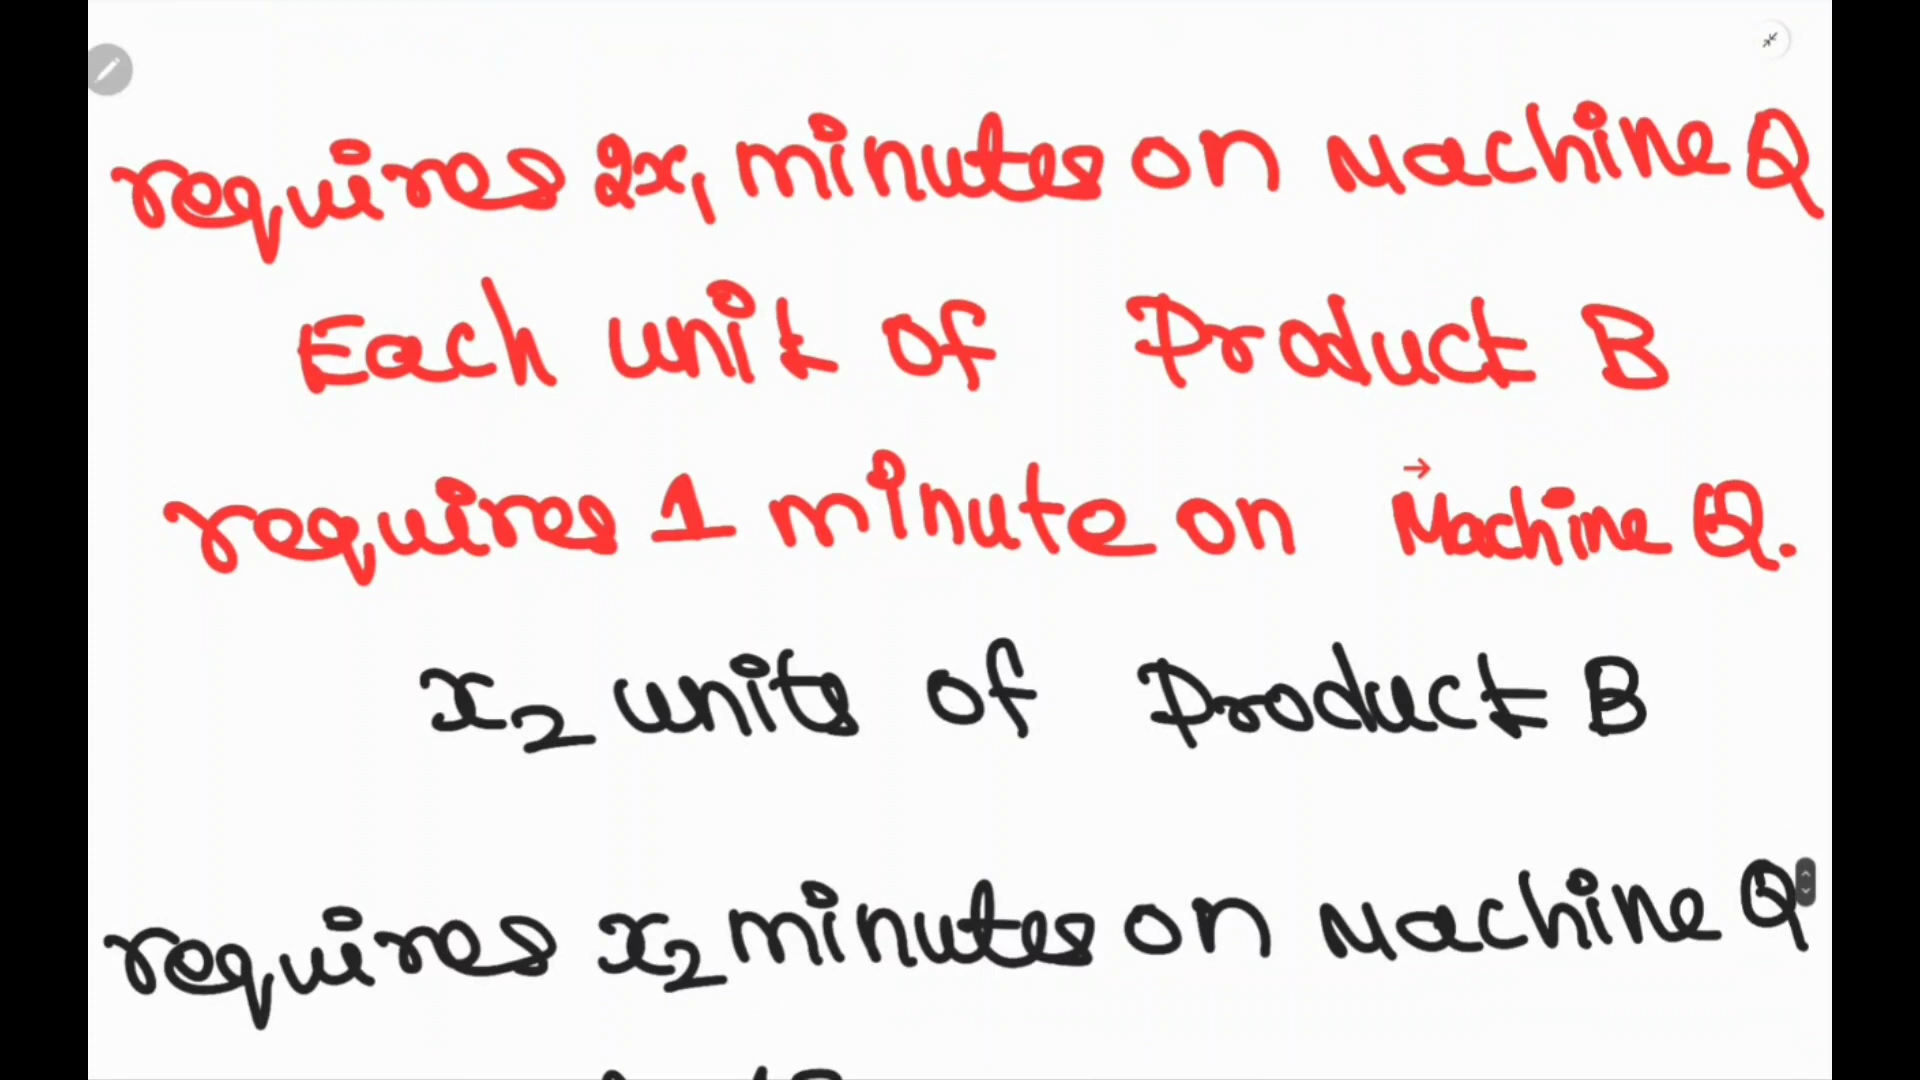 requires 2x₁ minutes on Machine Q
Each unit of Product B
requires 1 minute on Machine Q.
x₂ units of Product B
requires x₂ minutes on Machine Q